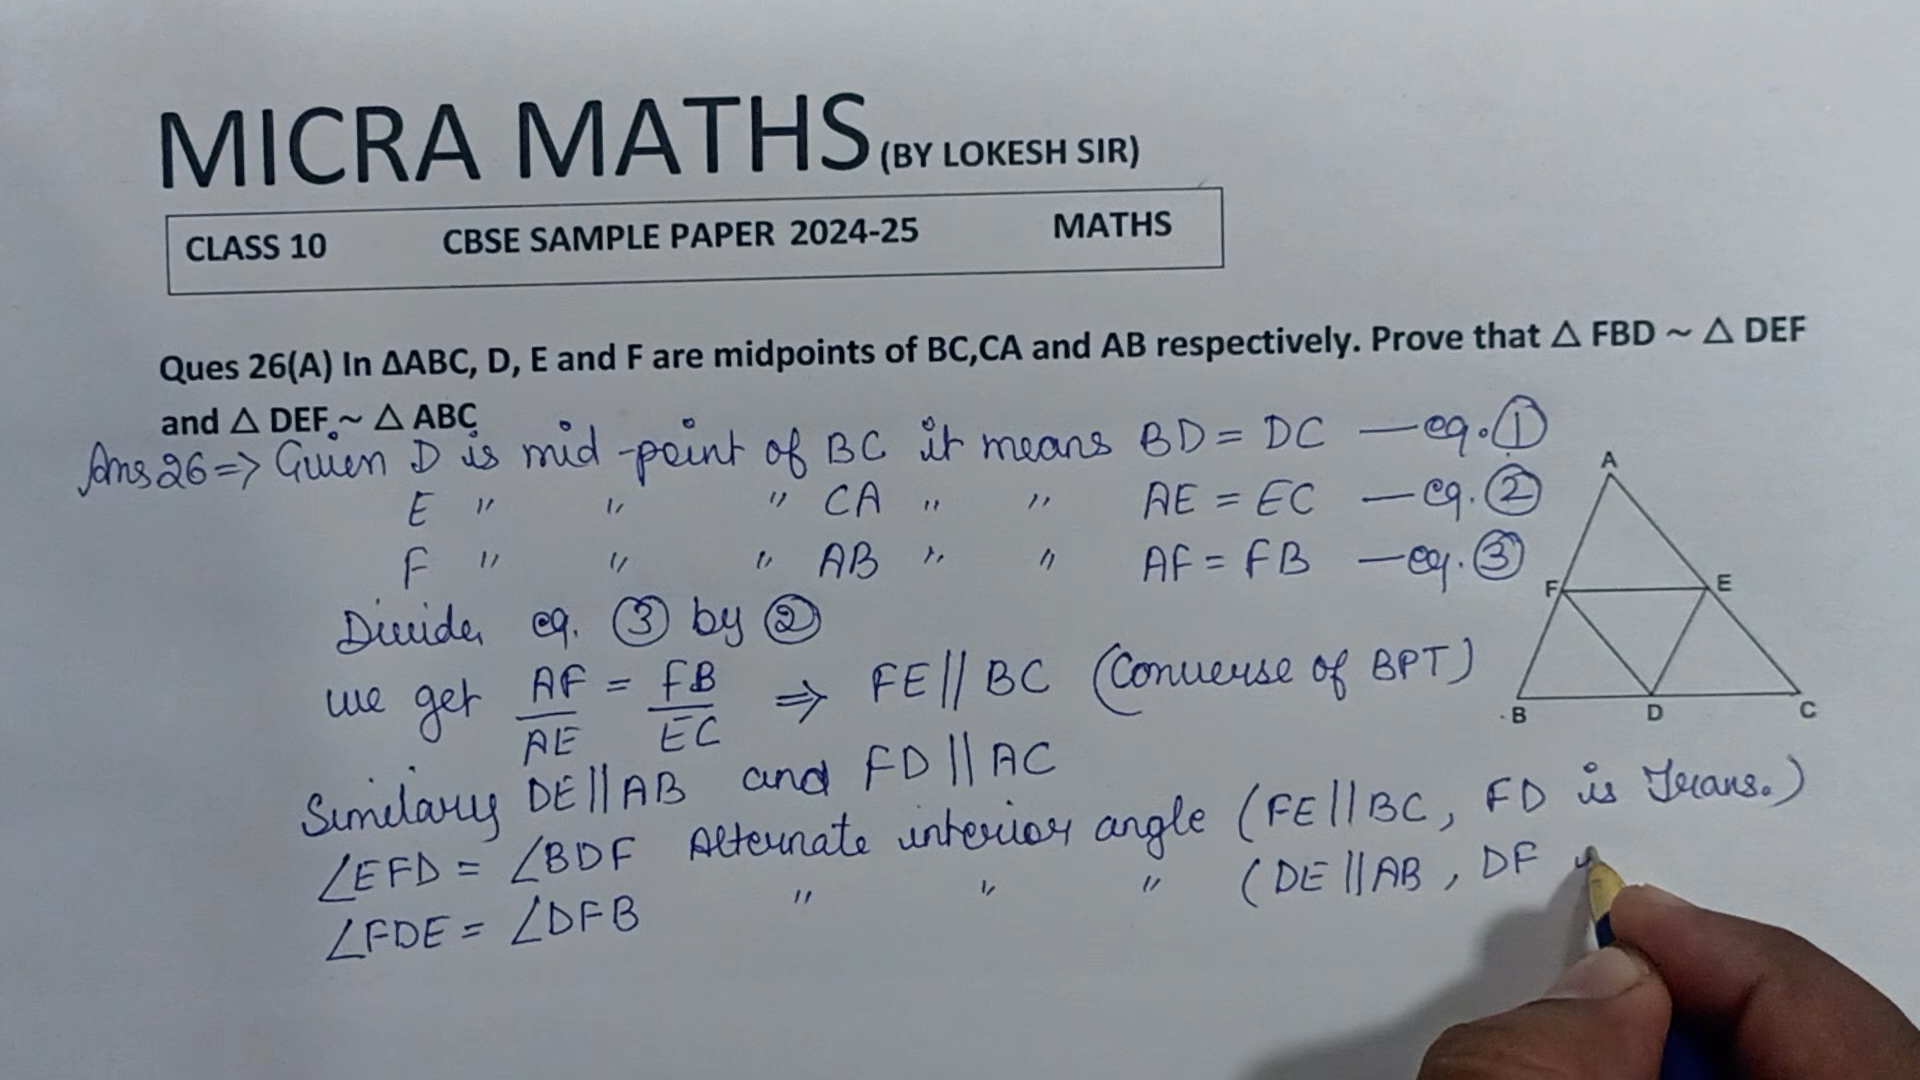 MICRA MATHS (BY LOKESH SIR)
CLASS 10 CBSE SAMPLE PAPER 2024-25 MATHS
Ques 26(A) In ΔABC, D, E and F are midpoints of BC,CA and AB respectively. Prove that △ FBD ~ △ DEF
and △ DEF ~ △ ABC
Ans 26 => Given D is mid-point of BC it means BD = DC — eq. ①
E " " " CA " " AE = EC — eq. ②
F " " " AB " " AF = FB — eq. ③
Divide eq. ③ by ②
we get AF/AE = FB/EC ⇒ FE || BC (Converse of BPT)
Similary DE || AB and FD || AC
∠EFD = ∠BDF Alternate interior angle (FE || BC, FD is Trans.)
∠FDE = ∠DFB " " " (DE || AB, DF
A
F E
B D C